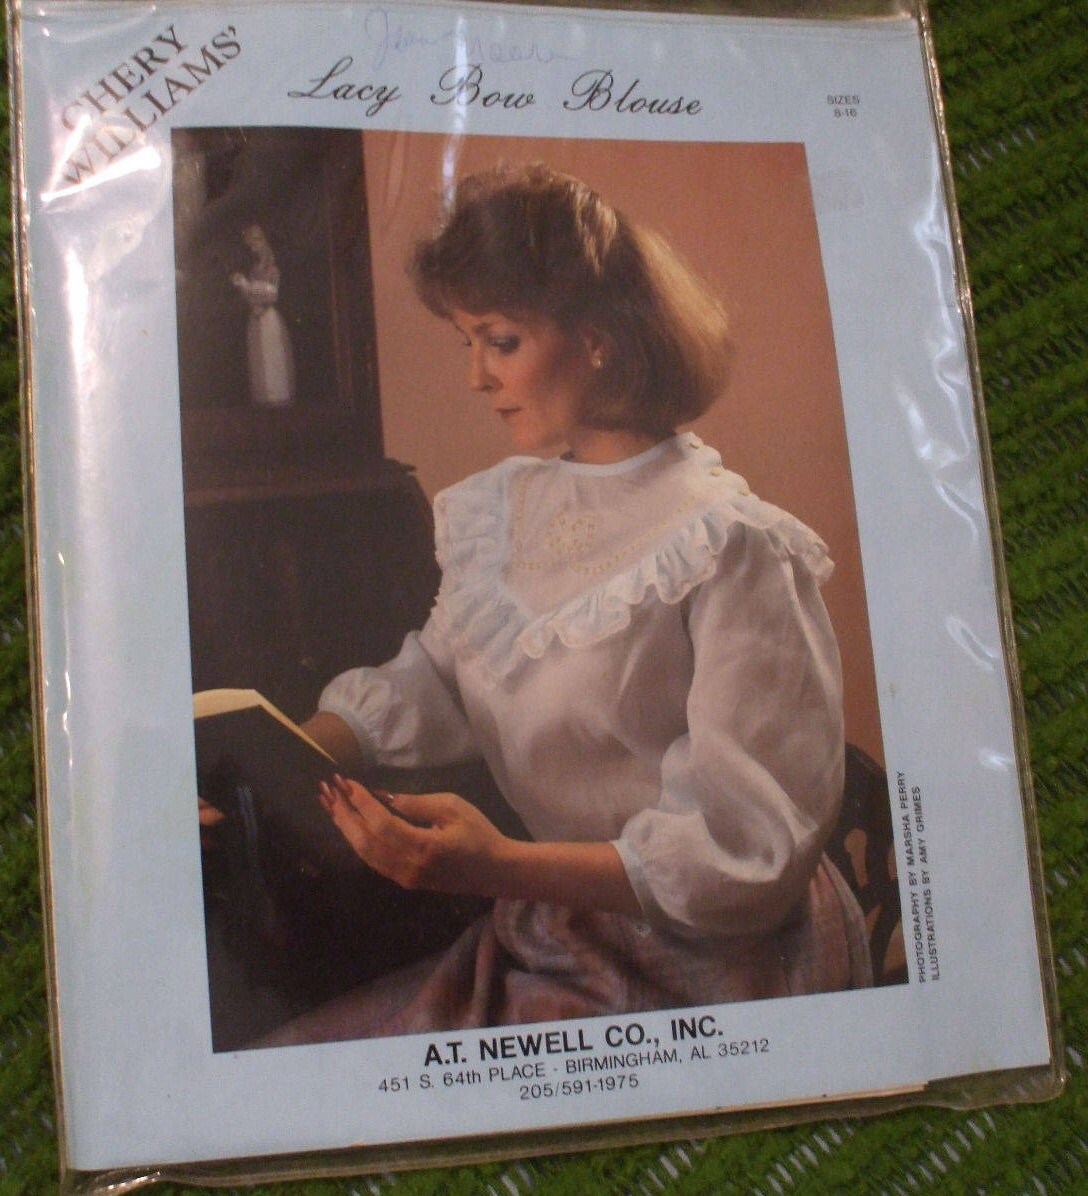 CHERY
WILLIAMS'
Lacy Bow Blouse
SIZES
8-16
PHOTOGRAPHY BY MARSHA PERRY
ILLUSTRATIONS BY AMY GRIMES
A.T. NEWELL CO., INC.
451 S. 64th PLACE - BIRMINGHAM, AL 35212
205/591-1975